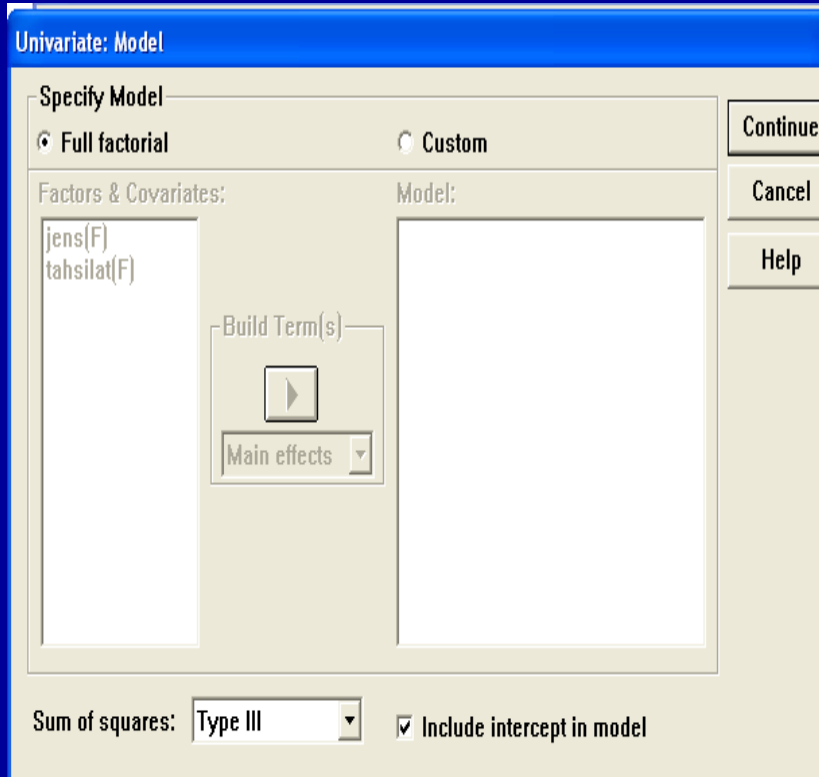 Univariate: Model
Specify Model
Full factorial
Custom
Continue
Factors & Covariates:
Model:
Cancel
jens(F)
tahsilat(F)
Help
Build Term(s)
Main effects
Sum of squares: Type III
Include intercept in model